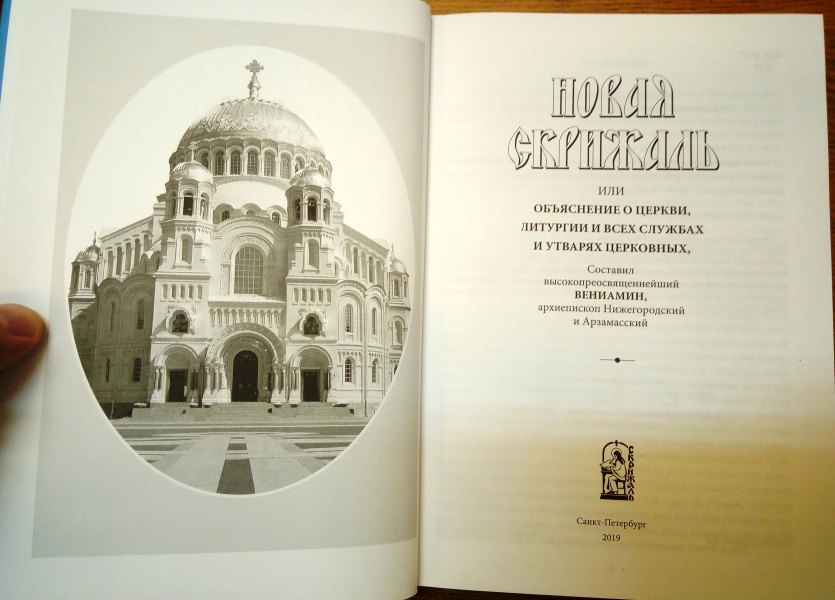 НОВАЯ
СКРИЖАЛЬ
ИЛИ
ОБЪЯСНЕНИЕ О ЦЕРКВИ,
ЛИТУРГИИ И ВСЕХ СЛУЖБАХ
И УТВАРЯХ ЦЕРКОВНЫХ,
Составил
высокопреосвященнейший
ВЕНИАМИН,
архиепископ Нижегородский
и Арзамасский
СКРИЖАЛЬ
Санкт-Петербург
2019